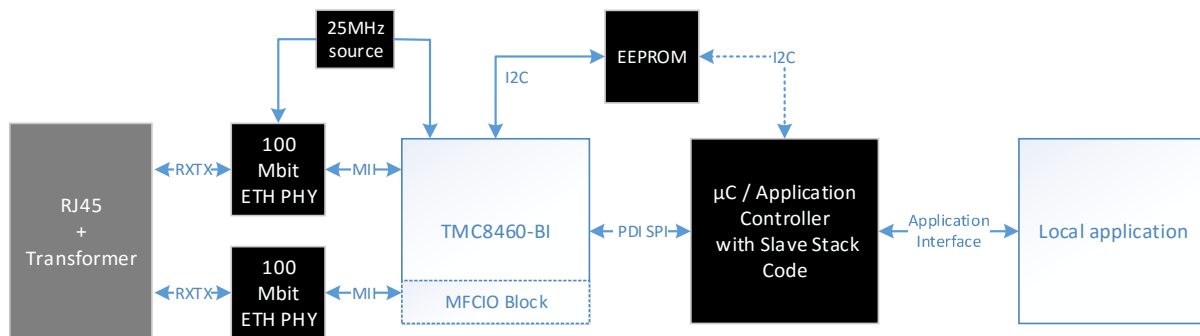 25MHz
source
EEPROM
I2C
I2C
RJ45
+
Transformer
RXTX
100
Mbit
ETH PHY
MII
TMC8460-BI
PDI SPI
µC / Application
Controller
with Slave Stack
Code
Application
Interface
Local application
RXTX
100
Mbit
ETH PHY
MII
MFCIO Block